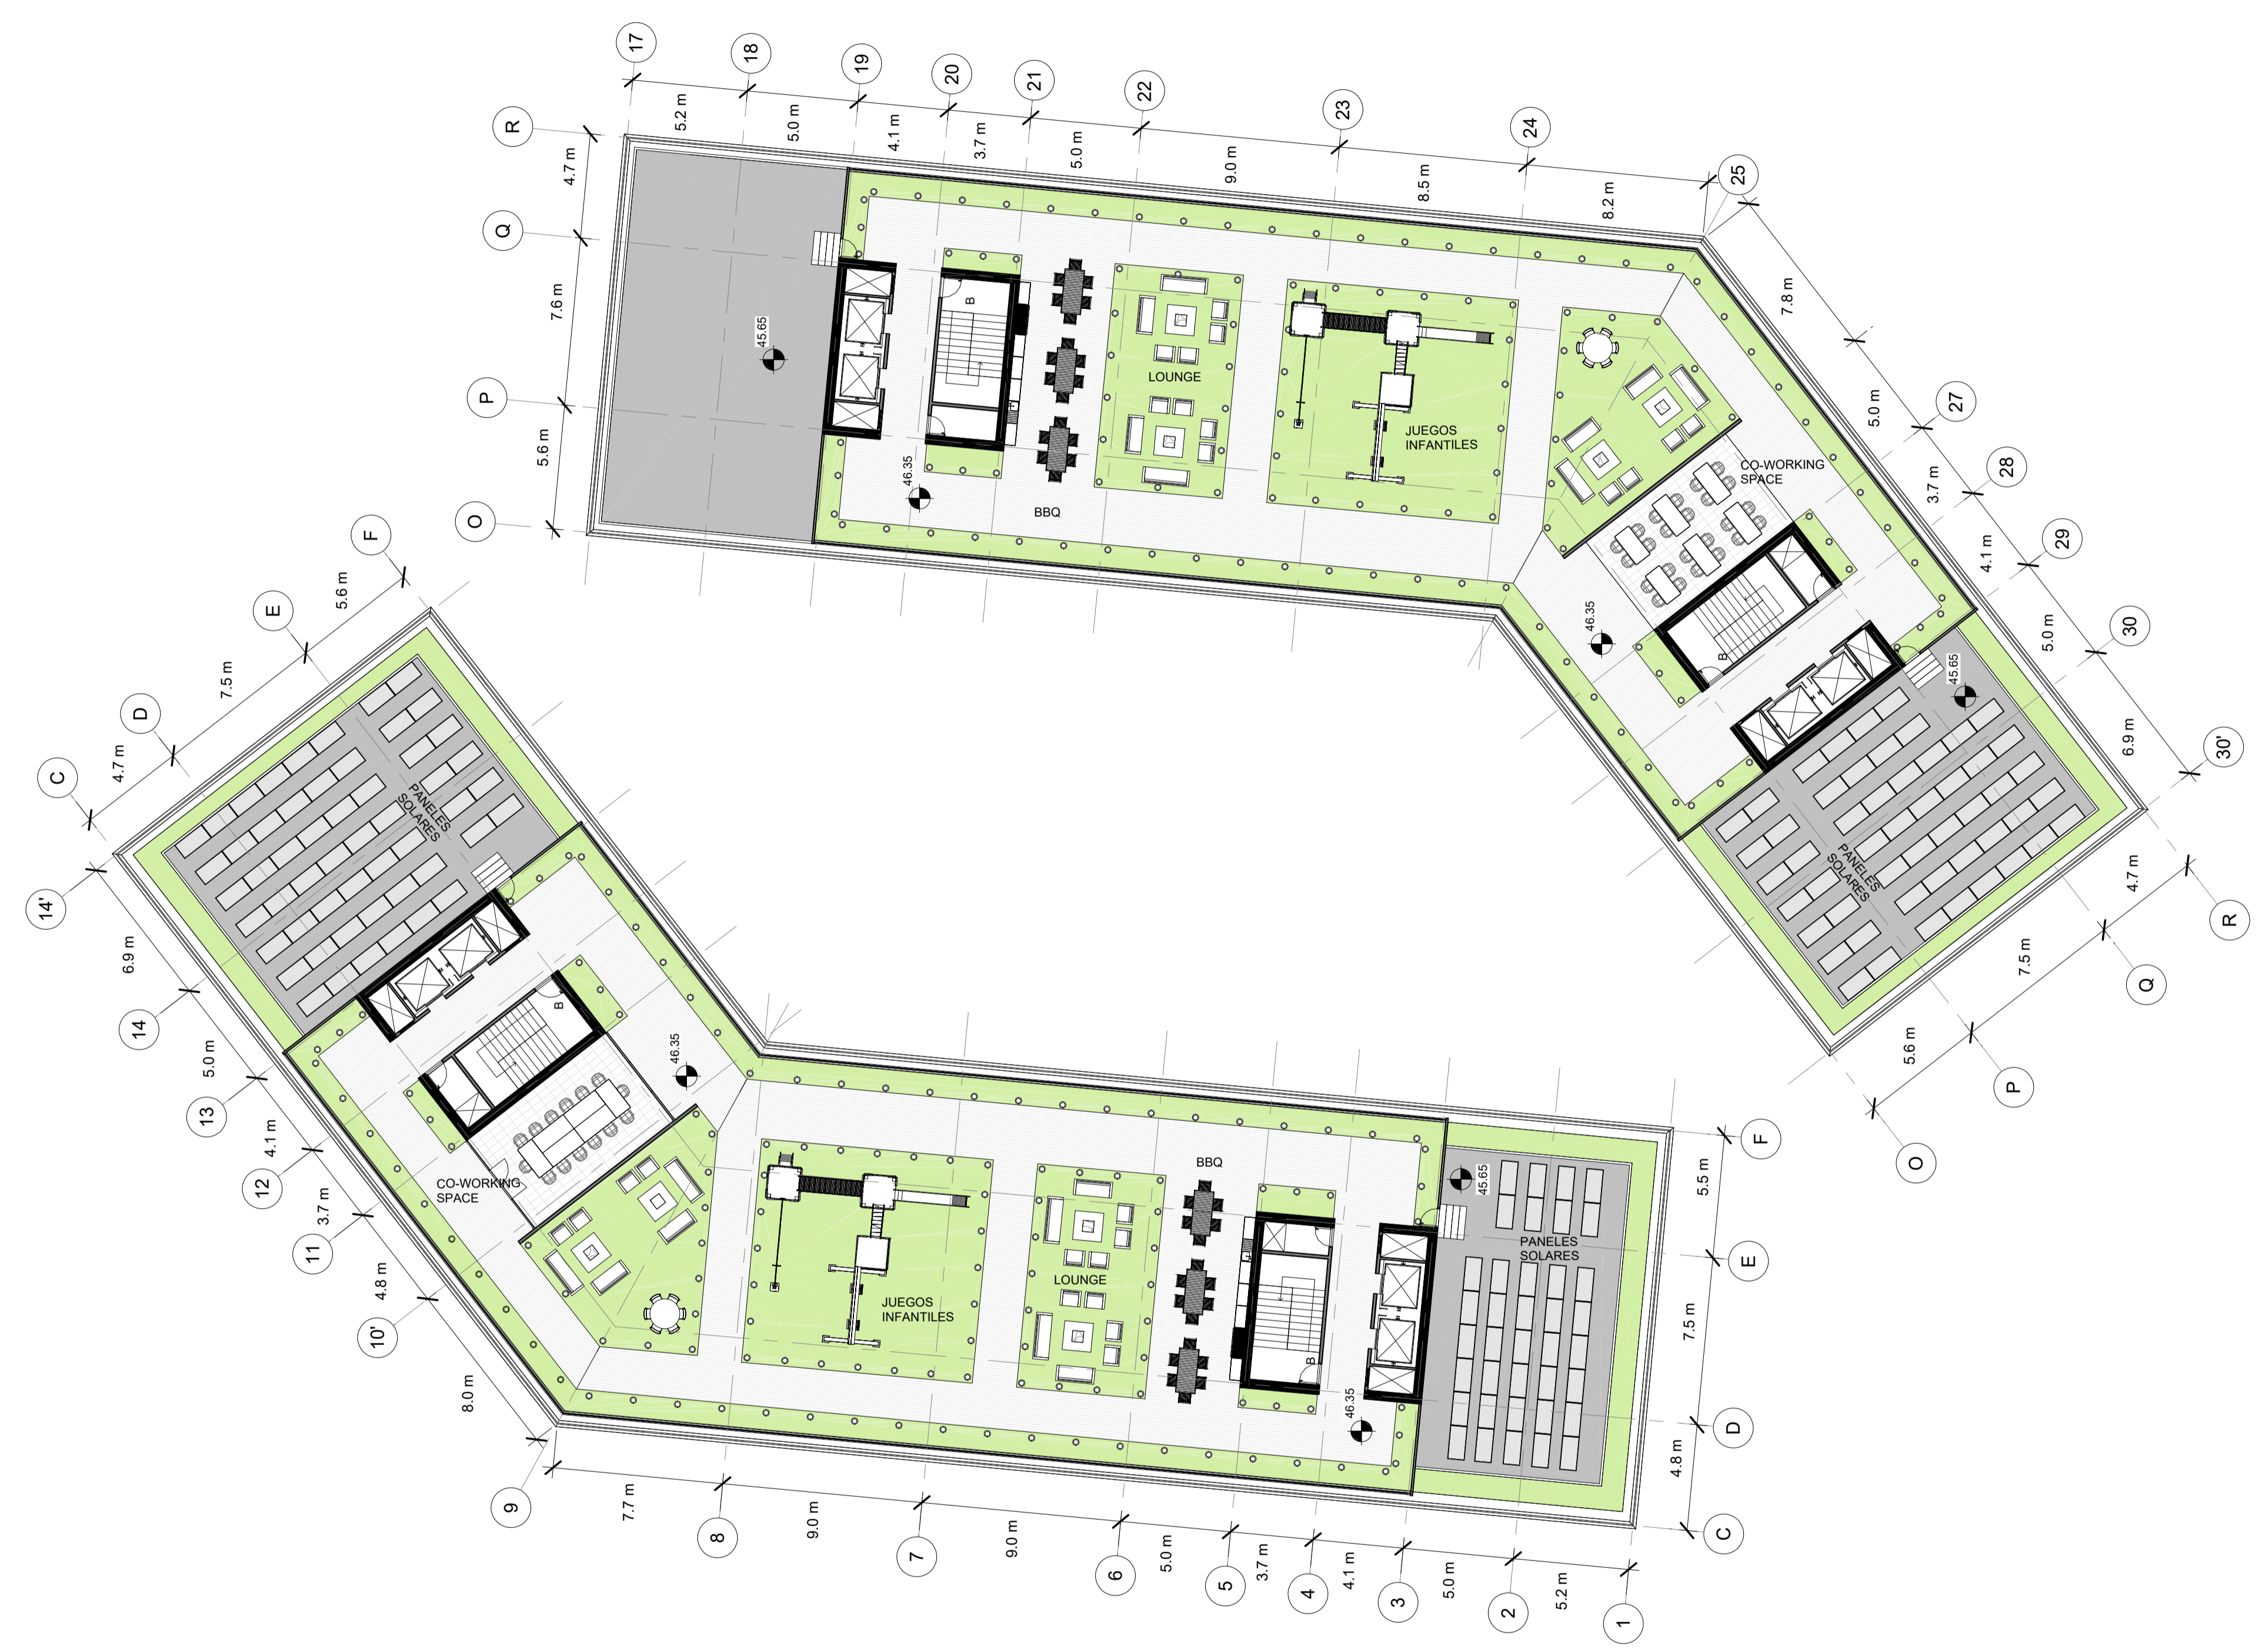 17
18
19
20
21
22
23
24
25
5.2 m
5.0 m
4.1 m
3.7 m
5.0 m
9.0 m
8.5 m
8.2 m
R
Q
P
O
4.7 m
7.6 m
5.6 m
45.65
46.35
B
BBQ
LOUNGE
JUEGOS
INFANTILES
CO-WORKING
SPACE
46.35
B
45.65
PANELES
SOLARES
7.8 m
5.0 m
3.7 m
4.1 m
5.0 m
6.9 m
27
28
29
30
30'
4.7 m
7.5 m
5.6 m
R
Q
P
O
F
E
D
C
5.6 m
7.5 m
4.7 m
PANELES
SOLARES
14'
14
13
12
11
10'
9
6.9 m
5.0 m
4.1 m
3.7 m
4.8 m
8.0 m
B
46.35
CO-WORKING
SPACE
JUEGOS
INFANTILES
LOUNGE
BBQ
B
46.35
45.65
PANELES
SOLARES
F
E
D
C
5.5 m
7.5 m
4.8 m
7.7 m
9.0 m
9.0 m
5.0 m
3.7 m
4.1 m
5.0 m
5.2 m
8
7
6
5
4
3
2
1